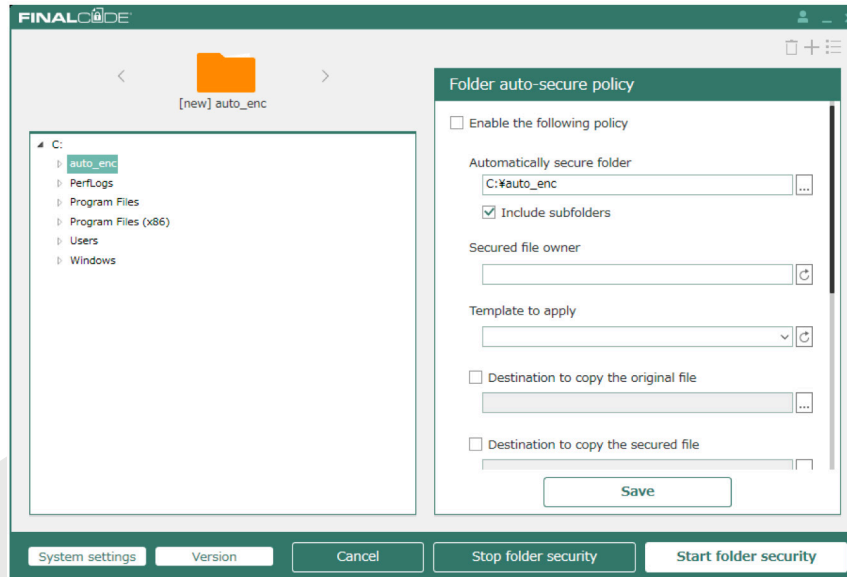 FINALCODE
[new] auto_enc
C:
auto_enc
PerfLogs
Program Files
Program Files (x86)
Users
Windows
Folder auto-secure policy
Enable the following policy
Automatically secure folder
C:¥auto_enc
...
Include subfolders
Secured file owner
Template to apply
Destination to copy the original file
...
Destination to copy the secured file
Save
System settings
Version
Cancel
Stop folder security
Start folder security